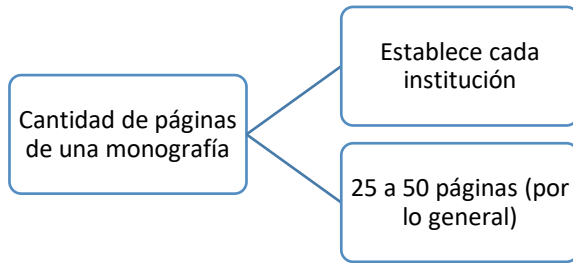 Cantidad de páginas
de una monografía
Establece cada
institución
25 a 50 páginas (por
lo general)